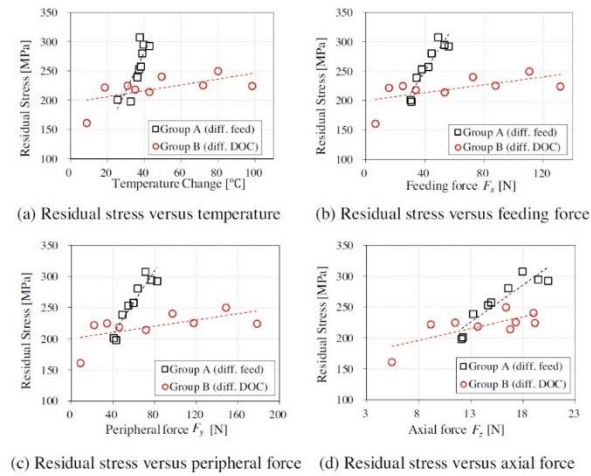 Residual Stress [MPa]
350
300
250
200
150
100
0 20 40 60 80 100
Group A (diff. feed)
Group B (diff. DOC)
Temperature Change [°C]
(a) Residual stress versus temperature
Residual Stress [MPa]
350
300
250
200
150
100
0 40 80 120
Group A (diff. feed)
Group B (diff. DOC)
Feeding force Fx [N]
(b) Residual stress versus feeding force
Residual Stress [MPa]
350
300
250
200
150
100
0 40 80 120 160 200
Group A (diff. feed)
Group B (diff. DOC)
Peripheral force Fy [N]
(c) Residual stress versus peripheral force
Residual Stress [MPa]
350
300
250
200
150
100
3 8 13 18 23
Group A (diff. feed)
Group B (diff. DOC)
Axial force Fz [N]
(d) Residual stress versus axial force